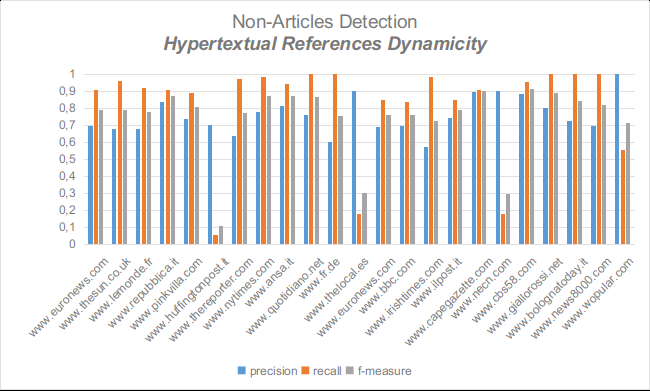 Non-Articles Detection
Hypertextual References Dynamicity
1
0,9
0,8
0,7
0,6
0,5
0,4
0,3
0,2
0,1
0
www.euronews.com
www.thesun.co.uk
www.lemonde.fr
www.repubblica.it
www.pinkvilla.com
www.huffingtonpost.it
www.thereporter.com
www.nytimes.com
www.ansa.it
www.quotidiano.net
www.fr.de
www.thelocal.es
www.euronews.com
www.bbc.com
www.irishtimes.com
www.ilpost.it
www.capegazette.com
www.necn.com
www.cbs58.com
www.giallorossi.net
www.bolognatoday.it
www.news8000.com
www.wopular.com
precision recall f-measure